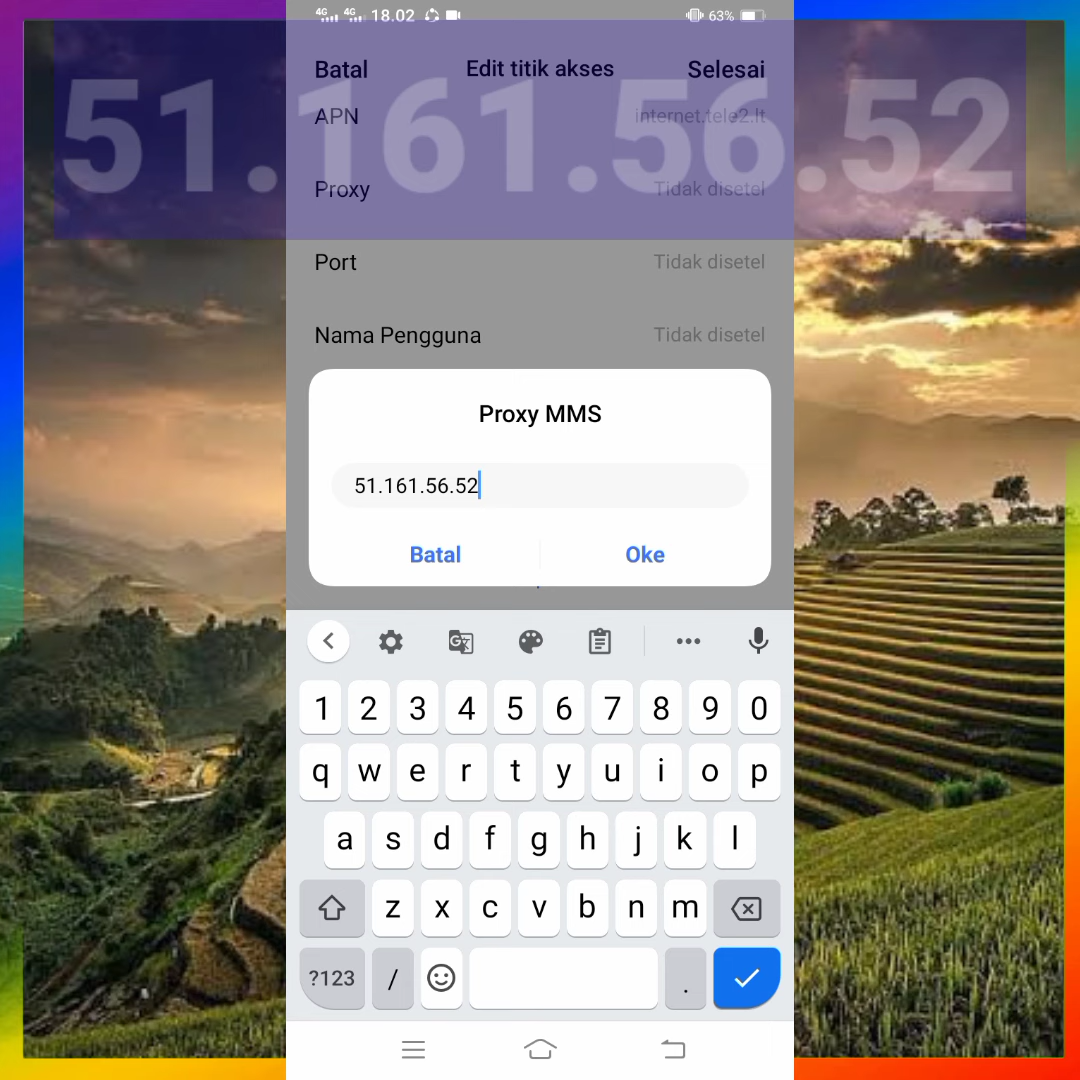 4G 4G 18.02 63%
Batal Edit titik akses Selesai
51.161.56.52
APN internet.tele2.lt
Proxy Tidak disetel
Port Tidak disetel
Nama Pengguna Tidak disetel
Proxy MMS
51.161.56.52
Batal Oke
1 2 3 4 5 6 7 8 9 0
q w e r t y u i o p
a s d f g h j k l
z x c v b n m
?123 / .